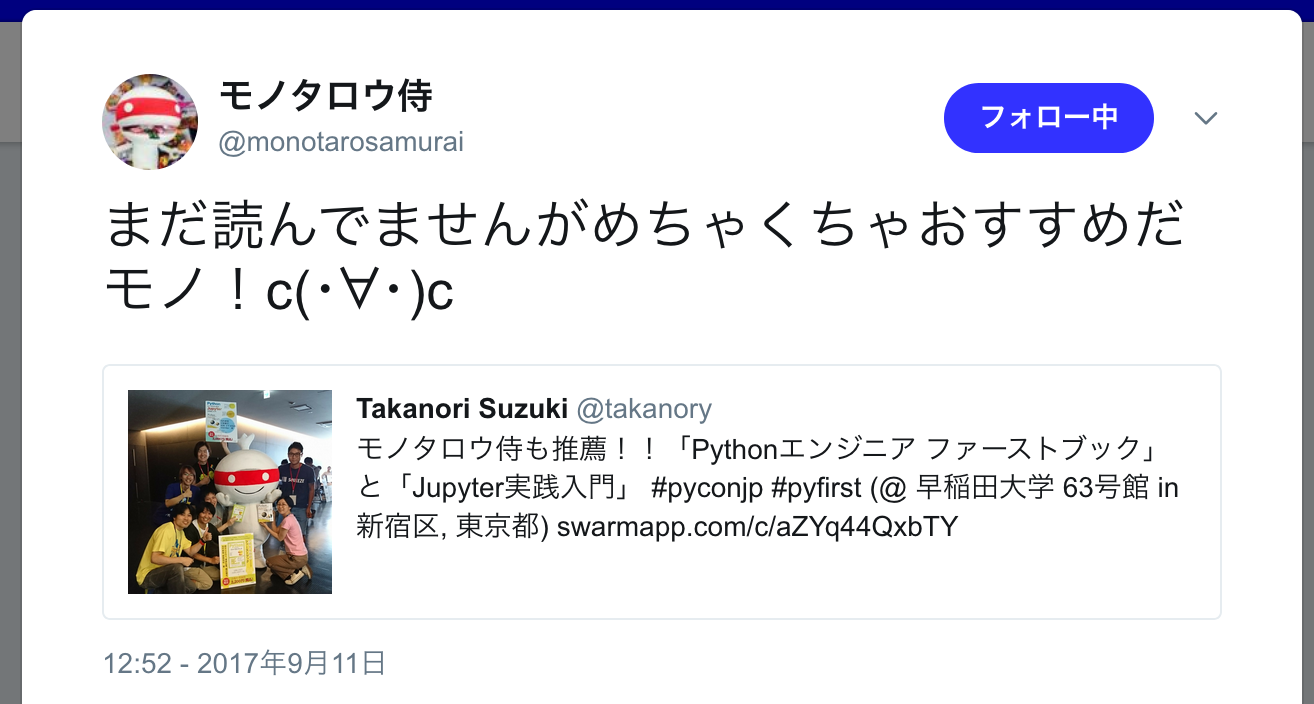 モノタロウ侍
@monotarosamurai
フォロー中
まだ読んでませんがめちゃくちゃおすすめだ
モノ！c(･∀･)c
Takanori Suzuki @takanory
モノタロウ侍も推薦！！「Pythonエンジニア ファーストブック」
と「Jupyter実践入門」 #pyconjp #pyfirst (@ 早稲田大学 63号館 in
新宿区, 東京都) swarmapp.com/c/aZYq44QxbTY
12:52 - 2017年9月11日